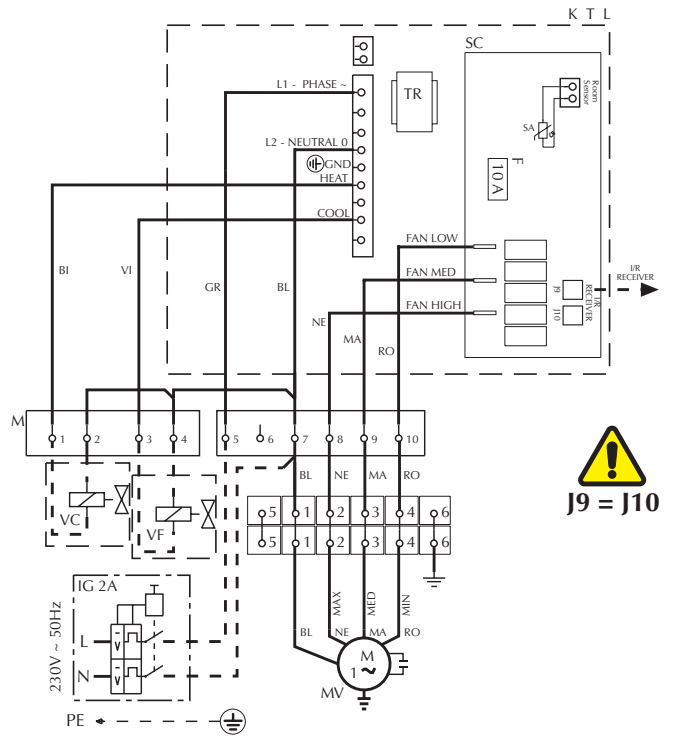 K T L
SC
L1 - PHASE ~
TR
Room
Sensor
SA
L2 - NEUTRAL 0
GND
HEAT
F
10 A
COOL
FAN LOW
FAN MED
FAN HIGH
J9
J10
I/R
RECEIVER
I/R
RECEIVER
BI
VI
GR
BL
NE
MA
RO
M
1
2
3
4
5
6
7
8
9
10
BL
NE
MA
RO
VC
VF
5
1
2
3
4
6
5
1
2
3
4
6
J9 = J10
IG 2A
230V ~ 50Hz
L
N
MAX
MED
MIN
BL
NE
MA
RO
M
1 ~
MV
PE